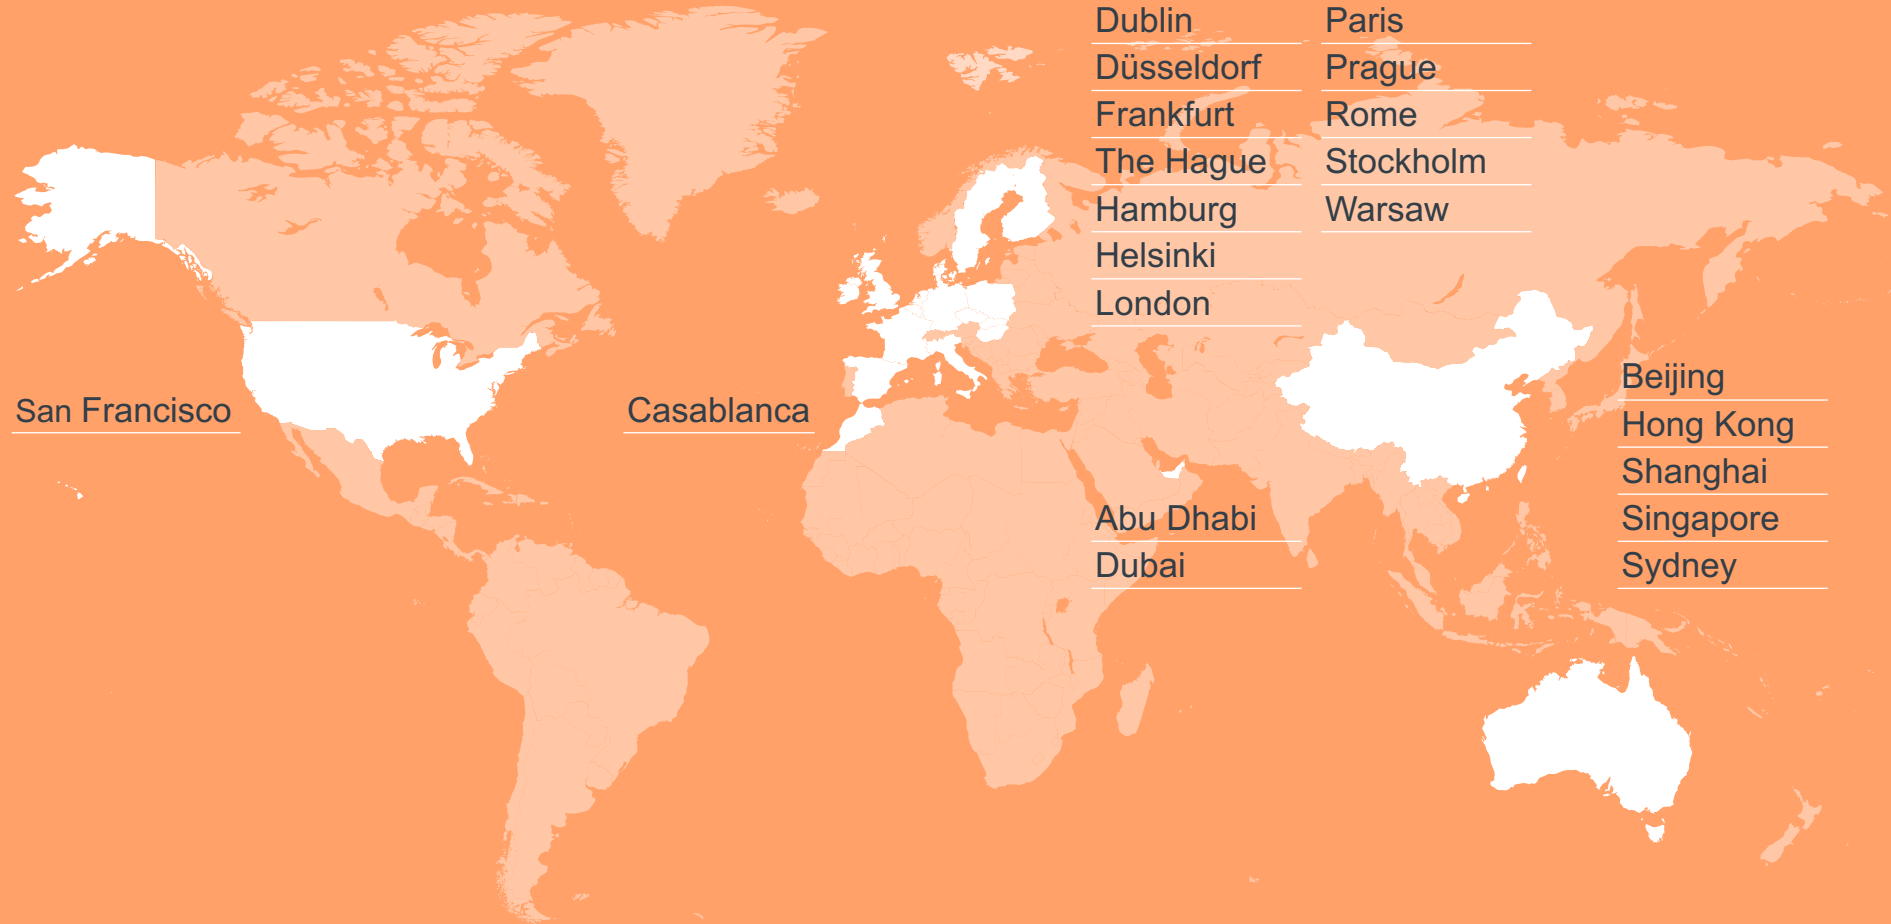 Dublin
Düsseldorf
Frankfurt
The Hague
Hamburg
Helsinki
London
Paris
Prague
Rome
Stockholm
Warsaw
San Francisco
Casablanca
Abu Dhabi
Dubai
Beijing
Hong Kong
Shanghai
Singapore
Sydney